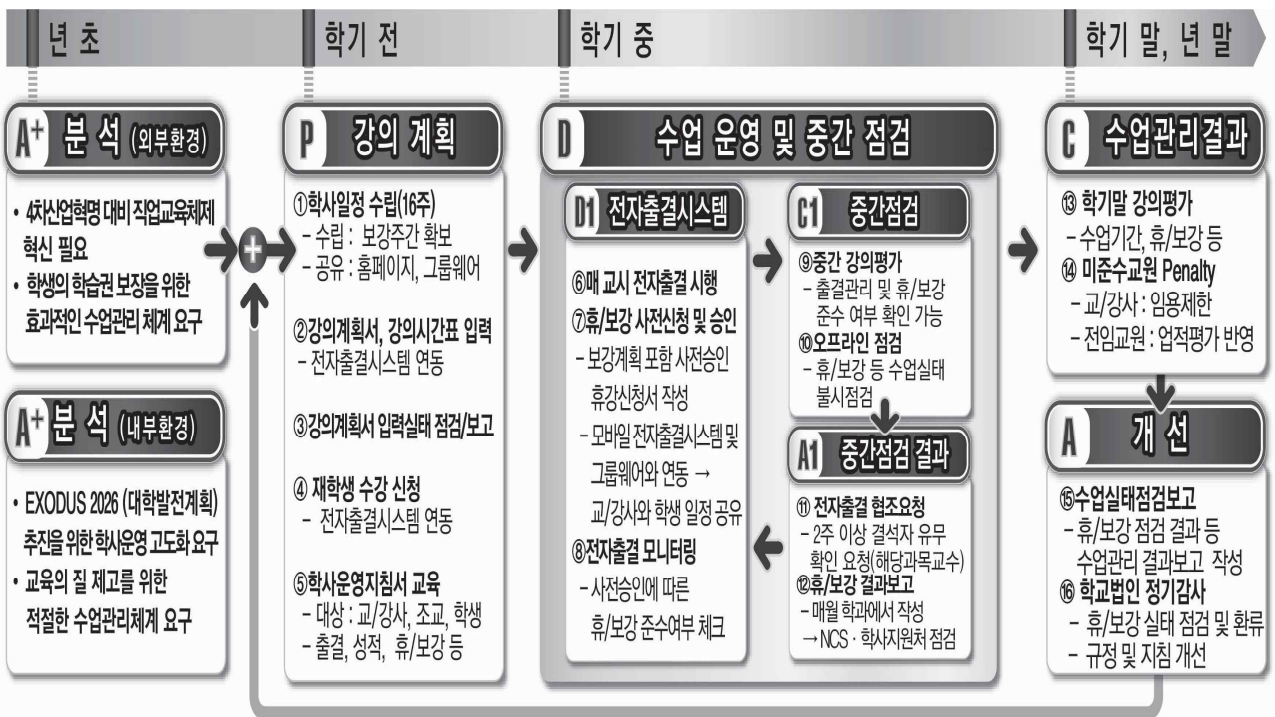 년 초
학기 전
학기 중
학기 말, 년 말
A+ 분 석 (외부환경)
• 4차산업혁명 대비 직업교육체제
혁신 필요
• 학생의 학습권 보장을 위한
효과적인 수업관리 체계 요구
A+ 분 석 (내부환경)
• EXODUS 2026 (대학발전계획)
추진을 위한 학사운영 고도화 요구
• 교육의 질 제고를 위한
적절한 수업관리체계 요구
+
P 강의 계획
①학사일정 수립(16주)
- 수립 : 보강주간 확보
- 공유 : 홈페이지, 그룹웨어
②강의계획서, 강의시간표 입력
- 전자출결시스템 연동
③강의계획서 입력실태 점검/보고
④ 재학생 수강 신청
- 전자출결시스템 연동
⑤학사운영지침서 교육
- 대상 : 교/강사, 조교, 학생
- 출결, 성적, 휴/보강 등
D 수업 운영 및 중간 점검
D1 전자출결시스템
⑥매 교시 전자출결 시행
⑦휴/보강 사전신청 및 승인
- 보강계획 포함 사전승인
휴강신청서 작성
- 모바일 전자출결시스템 및
그룹웨어와 연동 →
교/강사와 학생 일정 공유
⑧전자출결 모니터링
- 사전승인에 따른
휴/보강 준수여부 체크
C1 중간점검
⑨중간 강의평가
- 출결관리 및 휴/보강
준수 여부 확인 가능
⑩오프라인 점검
- 휴/보강 등 수업실태
불시점검
A1 중간점검 결과
⑪ 전자출결 협조요청
- 2주 이상 결석자 유무
확인 요청(해당과목교수)
⑫휴/보강 결과보고
- 매월 학과에서 작성
→ NCS · 학사지원처 점검
C 수업관리결과
⑬ 학기말 강의평가
- 수업기간, 휴/보강 등
⑭ 미준수교원 Penalty
- 교/강사 : 임용제한
- 전임교원 : 업적평가 반영
A 개 선
⑮수업실태점검보고
- 휴/보강 점검 결과 등
수업관리 결과보고 작성
⑯ 학교법인 정기감사
- 휴/보강 실태 점검 및 환류
- 규정 및 지침 개선